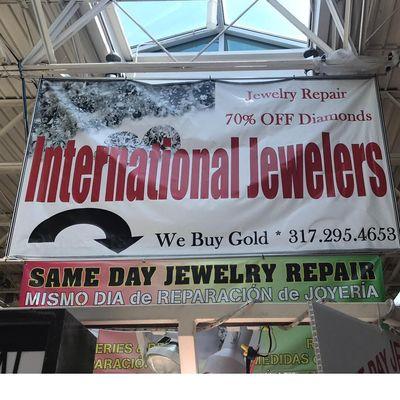 Jewelry Repair
70% OFF Diamonds
International Jewelers
We Buy Gold * 317.295.4653
SAME DAY JEWELRY REPAIR
MISMO DIA de REPARACIÓN de JOYERÍA
MEDIDAS